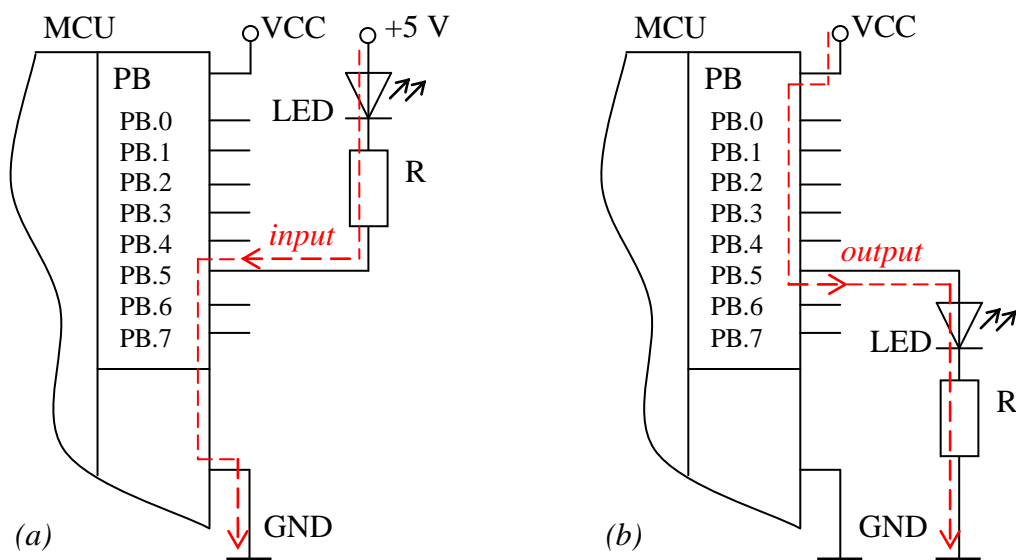 MCU
VCC
+5 V
PB
LED
PB.0
PB.1
PB.2
R
PB.3
PB.4
input
PB.5
PB.6
PB.7
GND
(a)
MCU
VCC
PB
PB.0
PB.1
PB.2
PB.3
PB.4
output
PB.5
PB.6
PB.7
LED
R
GND
(b)